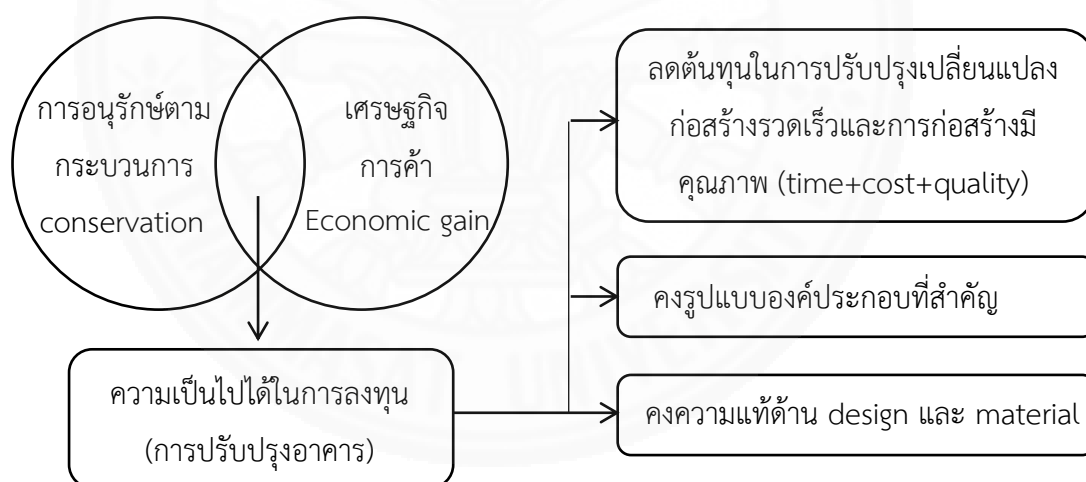 การอนุรักษ์ตาม
กระบวนการ
conservation
เศรษฐกิจ
การค้า
Economic gain
ความเป็นไปได้ในการลงทุน
(การปรับปรุงอาคาร)
ลดต้นทุนในการปรับปรุงเปลี่ยนแปลง
ก่อสร้างรวดเร็วและการก่อสร้างมี
คุณภาพ (time+cost+quality)
คงรูปแบบองค์ประกอบที่สำคัญ
คงความแท้ด้าน design และ material